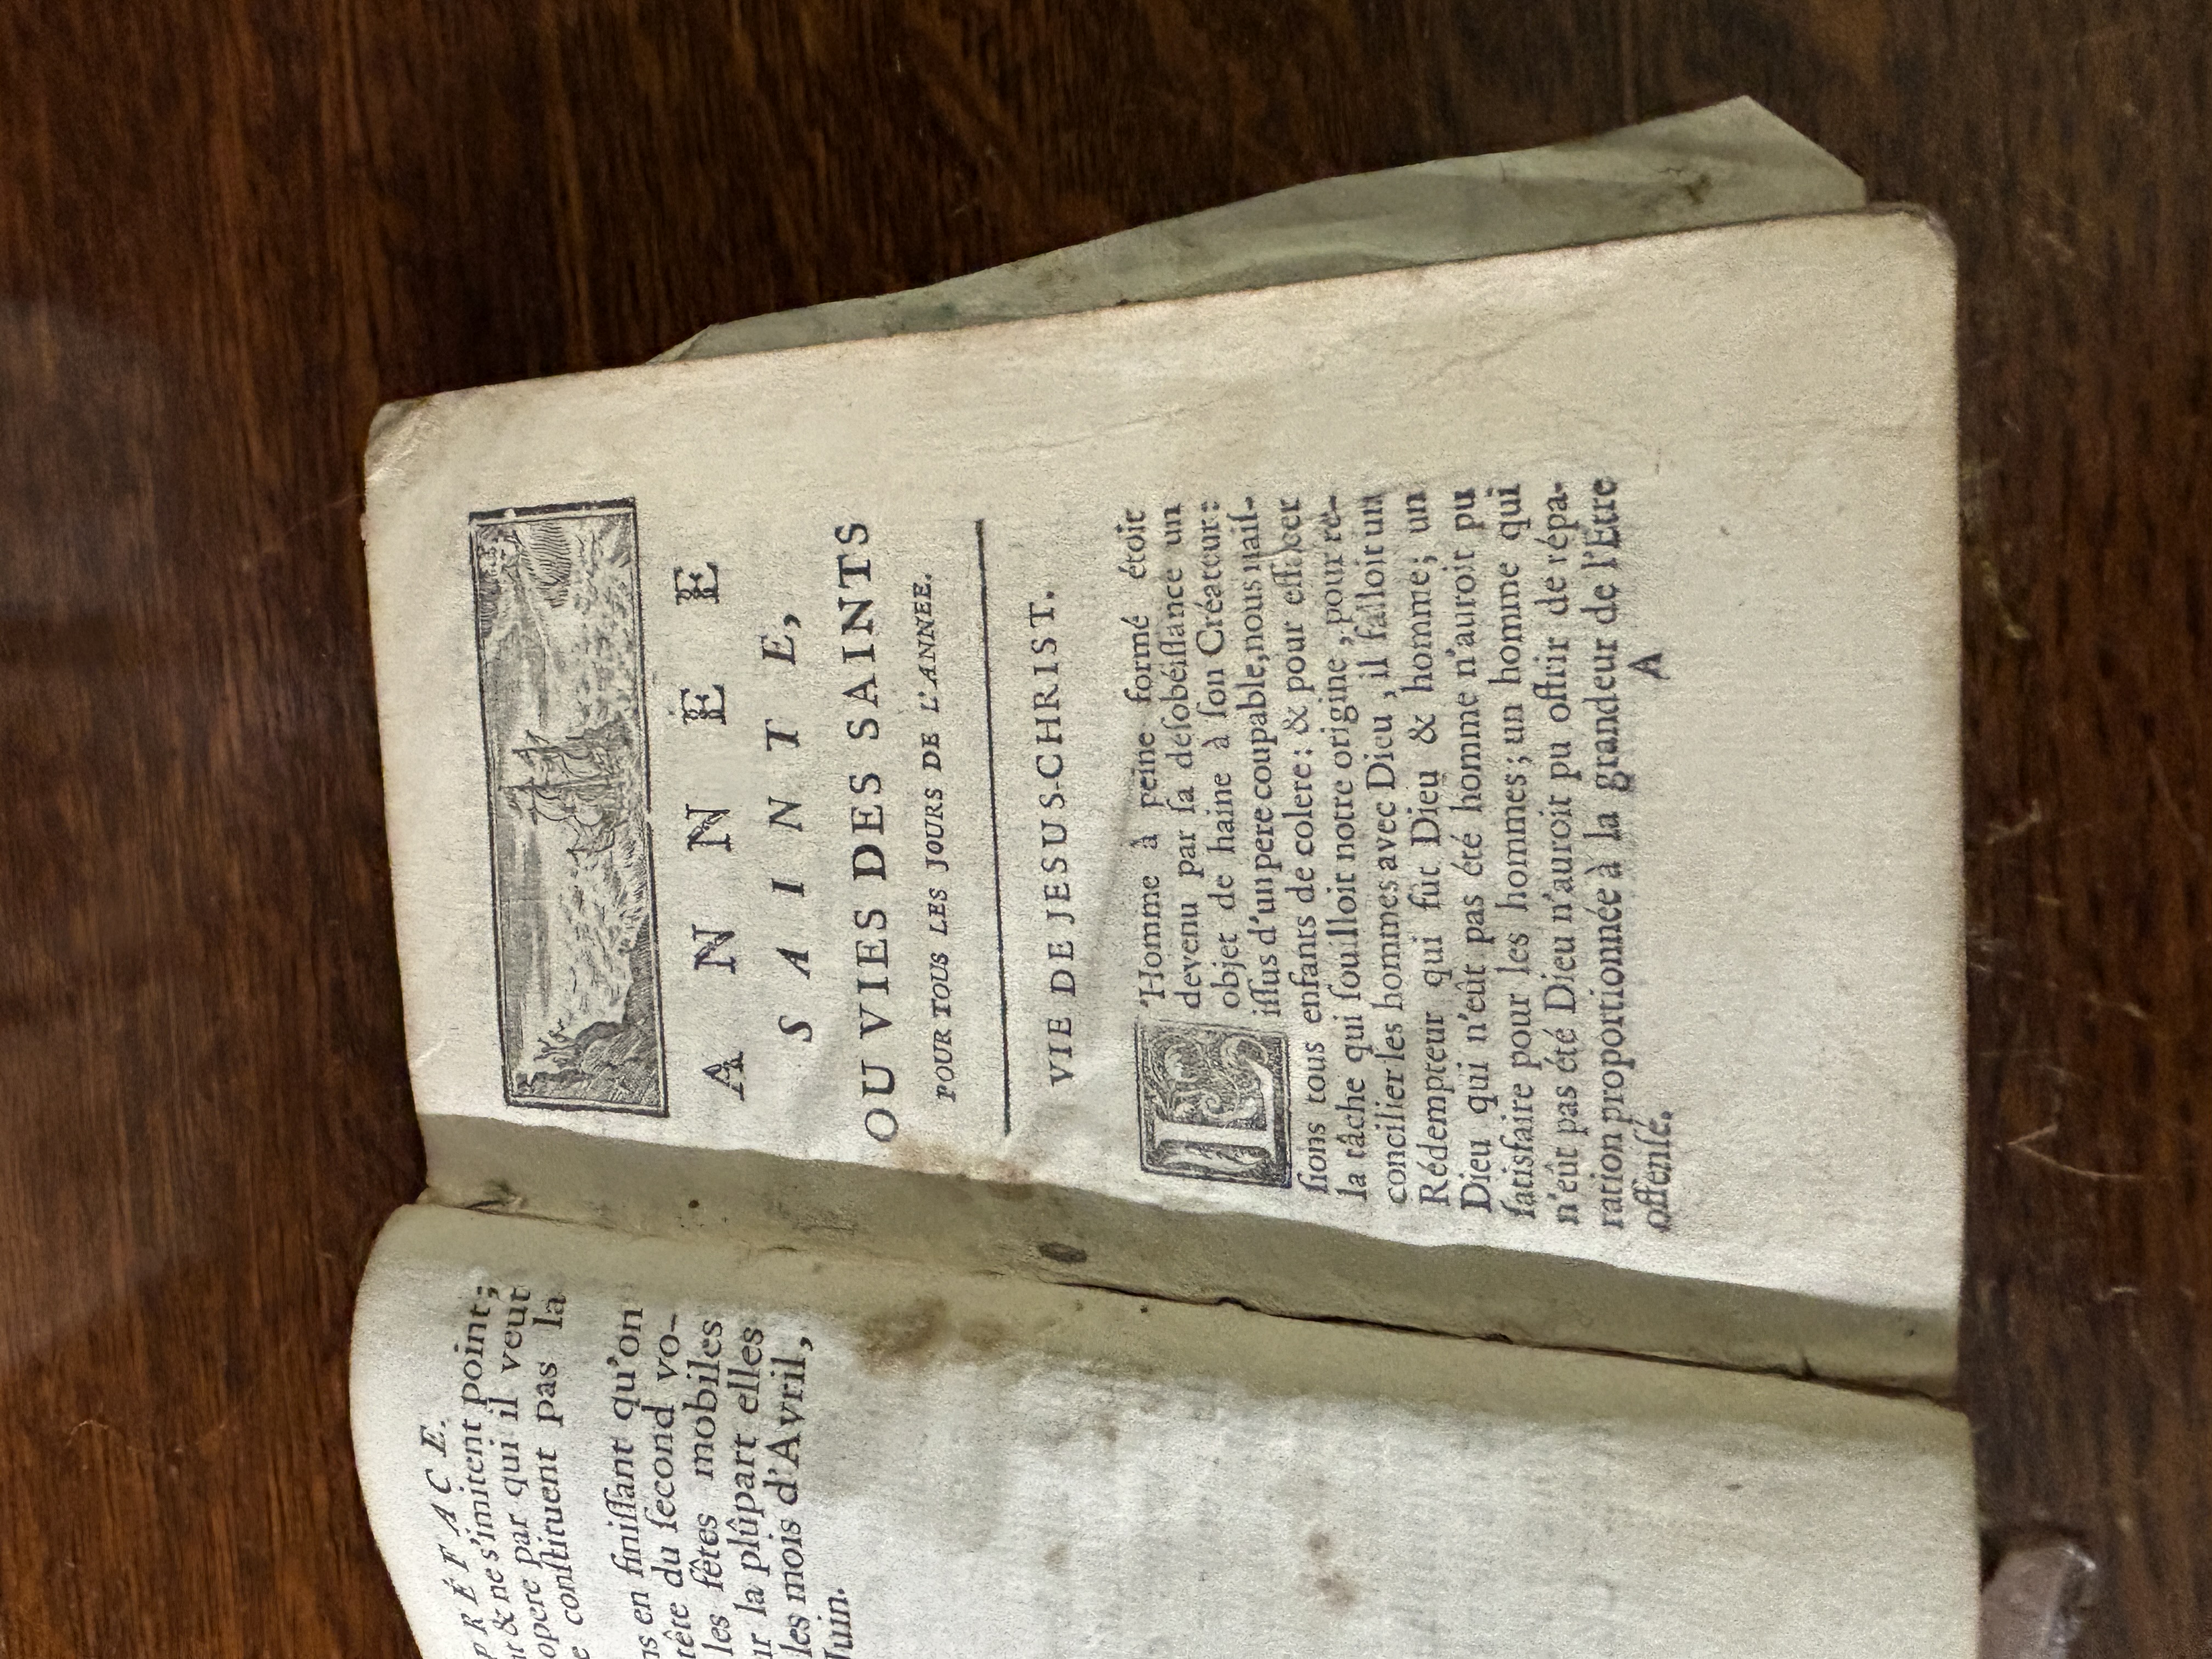 PRÉFACE.
& ne s'imitent point;
opere par qui il veut
conſtituent pas la
en finiſſant qu'on
tête du ſecond vo-
les fêtes mobiles
la plûpart elles
les mois d'Avril,
Juin.
ANNEE
SAINTE,
OU VIES DES SAINTS
POUR TOUS LES JOURS DE L'ANNEE.
VIE DE JESUS-CHRIST.
L'Homme à peine formé étoit
devenu par ſa deſobéiſſance un
objet de haine à ſon Créateur:
iſſus d'un pere coupable, nous naiſ-
ſions tous enfants de colere: & pour effacer
la tâche qui ſouilloit notre origine, pour re-
concilier les hommes avec Dieu, il falloit un
Rédempteur qui fût Dieu & homme; un
Dieu qui n'eût pas été homme n'auroit pu
ſatisfaire pour les hommes; un homme qui
n'eût pas été Dieu n'auroit pu offrir de répa-
ration proportionnée à la grandeur de l'Etre
offenſé.
A